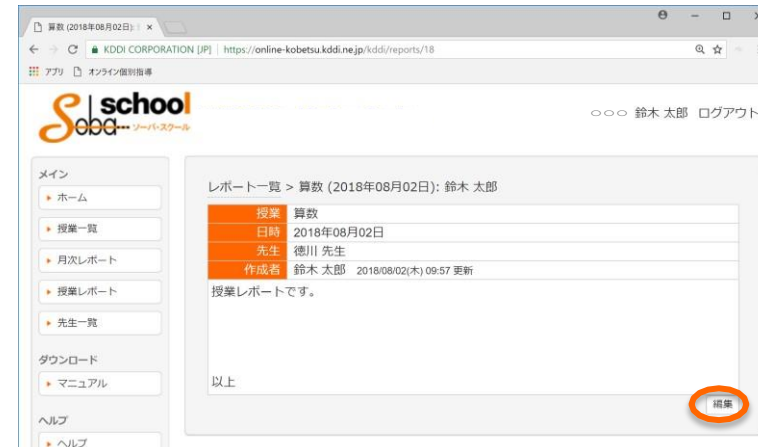 算数 (2018年08月02日):
KDDI CORPORATION [JP] https://online-kobetsu.kddi.ne.jp/kddi/reports/18
アプリ オンライン個別指導
Soba school
ソーバ・スクール
○○○ 鈴木 太郎 ログアウト
メイン
ホーム
授業一覧
月次レポート
授業レポート
先生一覧
ダウンロード
マニュアル
ヘルプ
ヘルプ
レポート一覧 > 算数 (2018年08月02日): 鈴木 太郎
授業 算数
日時 2018年08月02日
先生 徳川 先生
作成者 鈴木 太郎 2018/08/02(木) 09:57 更新
授業レポートです。
以上
編集